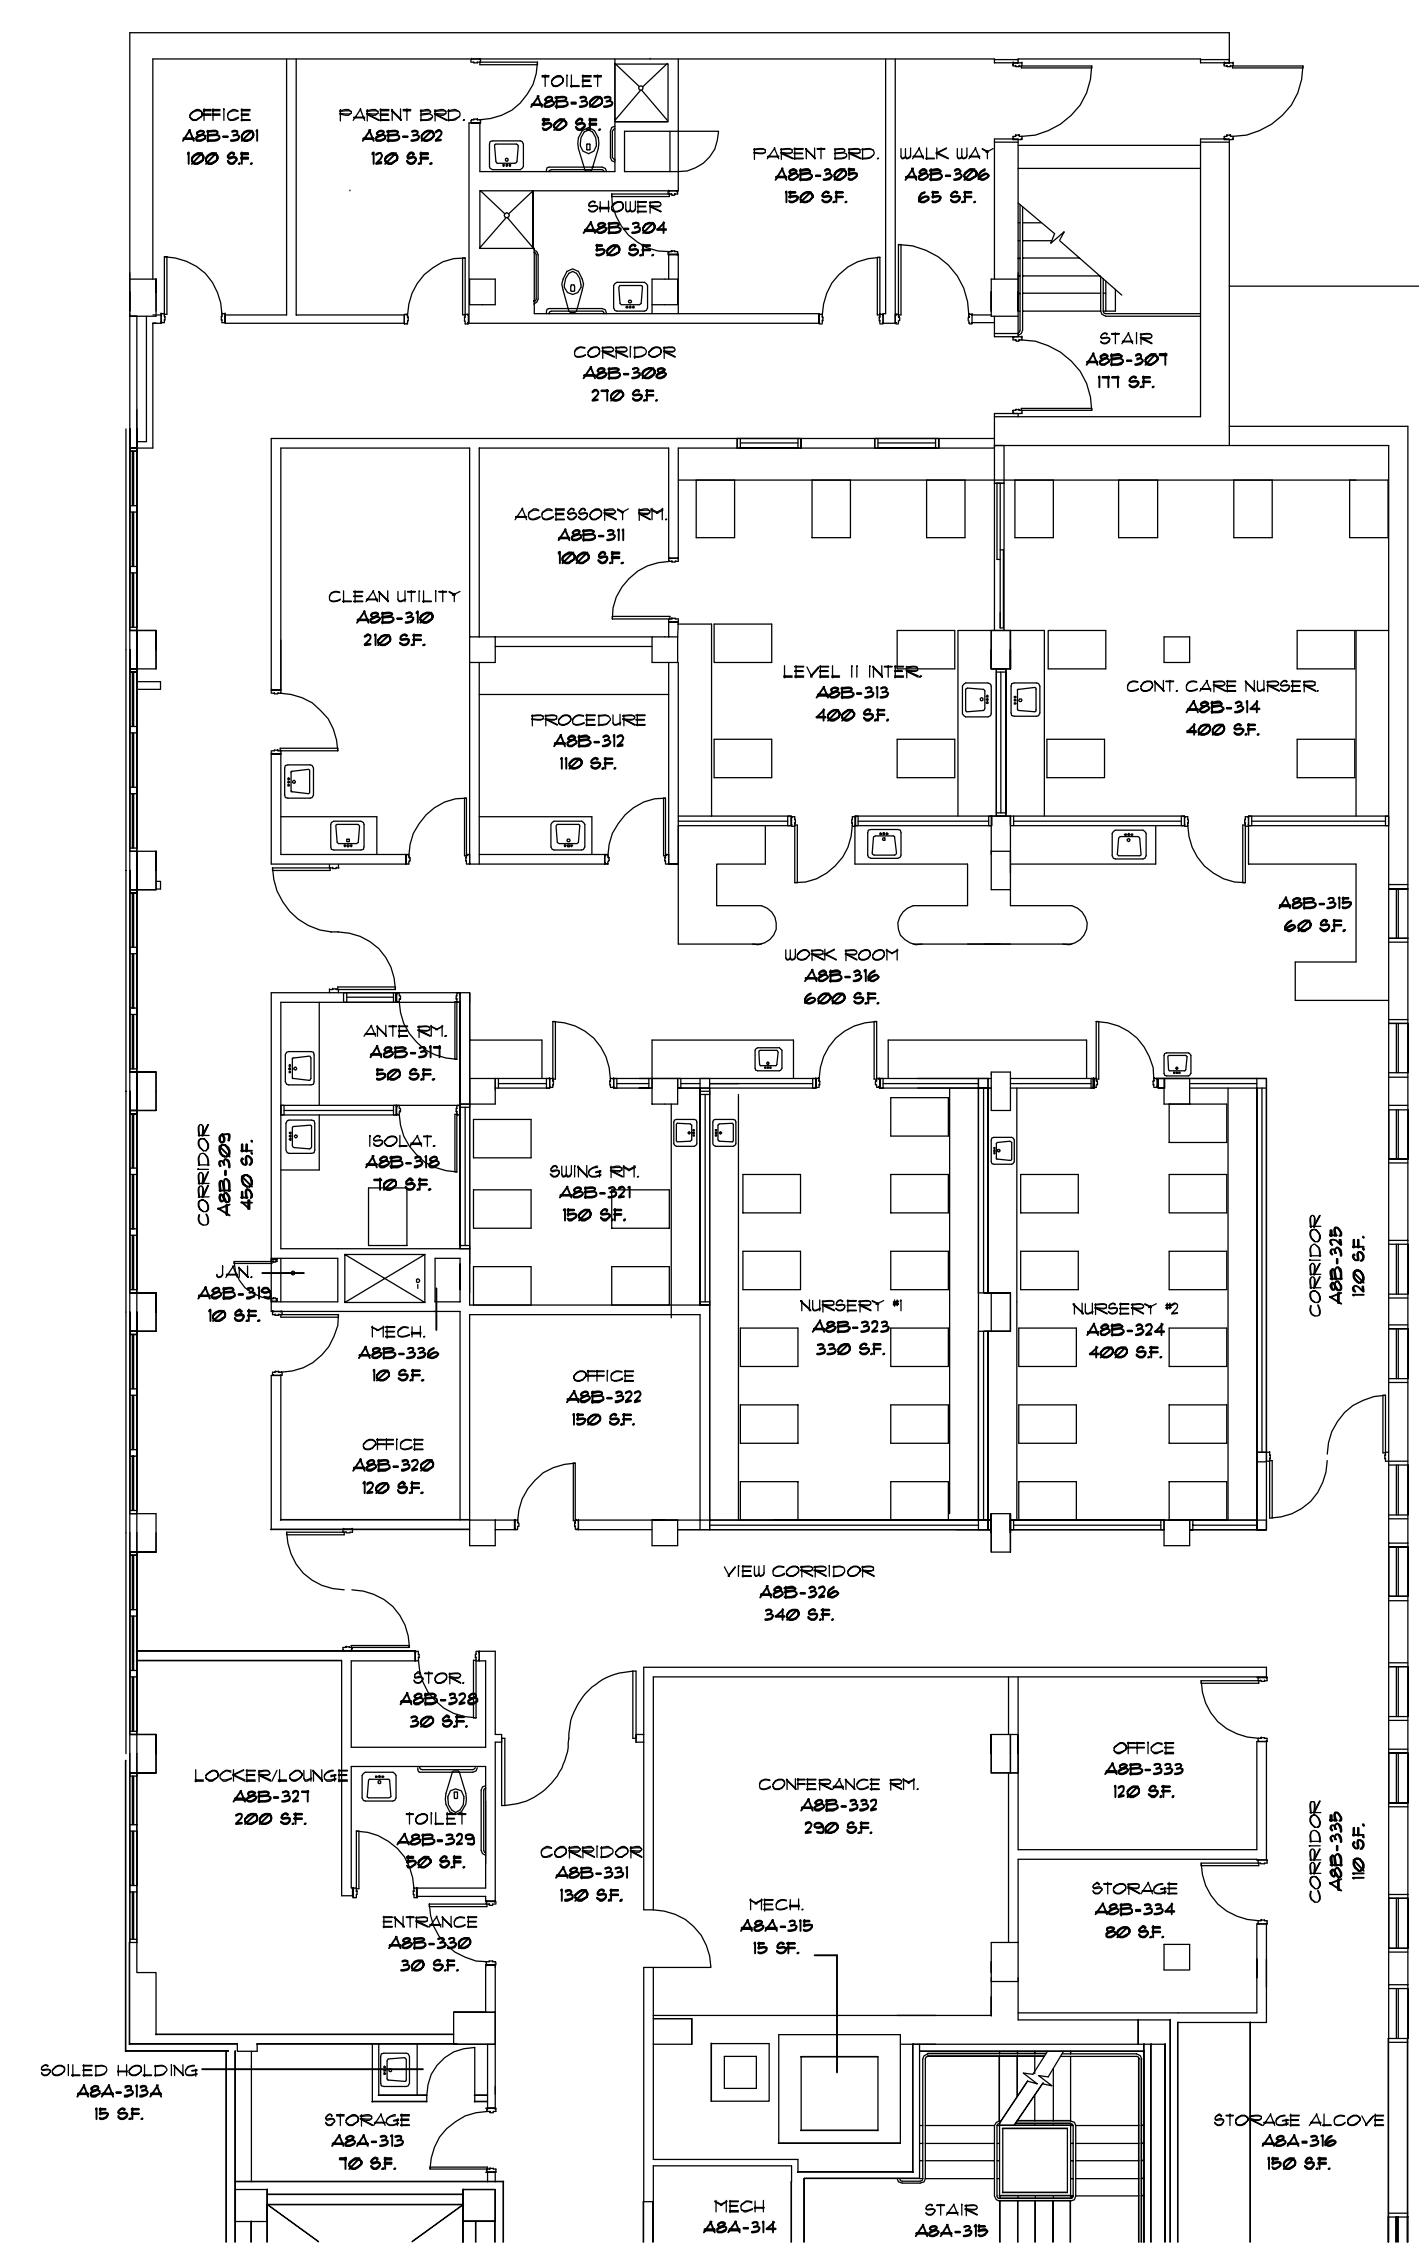 OFFICE
A8B-301
100 S.F.
PARENT BRD.
A8B-302
120 S.F.
TOILET
A8B-303
50 S.F.
SHOWER
A8B-304
50 S.F.
PARENT BRD.
A8B-305
150 S.F.
WALK WAY
A8B-306
65 S.F.
STAIR
A8B-307
177 S.F.
CORRIDOR
A8B-308
270 S.F.
ACCESSORY RM.
A8B-311
100 S.F.
CLEAN UTILITY
A8B-310
210 S.F.
LEVEL II INTER.
A8B-313
400 S.F.
CONT. CARE NURSER.
A8B-314
400 S.F.
PROCEDURE
A8B-312
110 S.F.
A8B-315
60 S.F.
WORK ROOM
A8B-316
600 S.F.
ANTE RM.
A8B-317
50 S.F.
CORRIDOR
A8B-309
450 S.F.
ISOLAT.
A8B-318
70 S.F.
SWING RM.
A8B-321
150 S.F.
CORRIDOR
A8B-325
120 S.F.
JAN.
A8B-319
10 S.F.
NURSERY #1
A8B-323
330 S.F.
NURSERY #2
A8B-324
400 S.F.
MECH.
A8B-336
10 S.F.
OFFICE
A8B-322
150 S.F.
OFFICE
A8B-320
120 S.F.
VIEW CORRIDOR
A8B-326
340 S.F.
STOR.
A8B-328
30 S.F.
LOCKER/LOUNGE
A8B-327
200 S.F.
TOILET
A8B-329
50 S.F.
CONFERANCE RM.
A8B-332
290 S.F.
OFFICE
A8B-333
120 S.F.
CORRIDOR
A8B-331
130 S.F.
CORRIDOR
A8B-335
110 S.F.
STORAGE
A8B-334
80 S.F.
MECH.
A8A-315
15 SF.
ENTRANCE
A8B-330
30 S.F.
SOILED HOLDING
A8A-313A
15 S.F.
STORAGE
A8A-313
70 S.F.
STORAGE ALCOVE
A8A-316
150 S.F.
MECH
A8A-314
STAIR
A8A-315